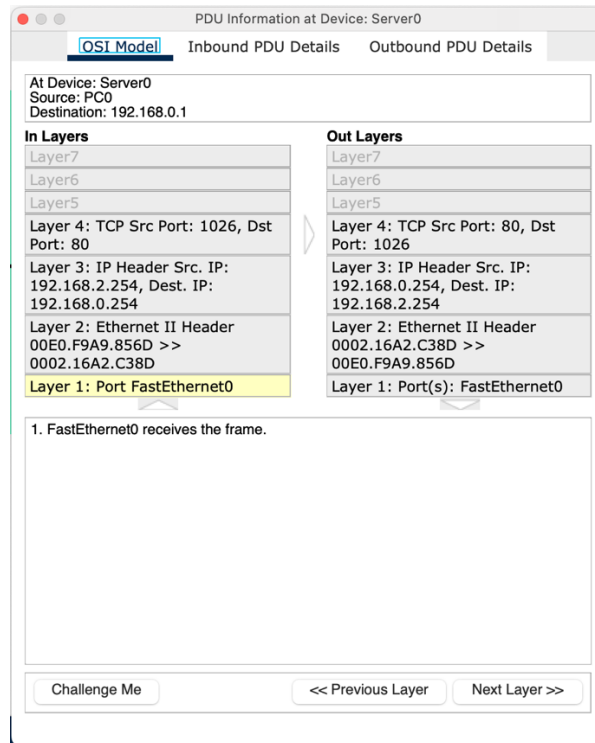 PDU Information at Device: Server0
OSI Model Inbound PDU Details Outbound PDU Details
At Device: Server0
Source: PC0
Destination: 192.168.0.1
In Layers
Layer7
Layer6
Layer5
Layer 4: TCP Src Port: 1026, Dst
Port: 80
Layer 3: IP Header Src. IP:
192.168.2.254, Dest. IP:
192.168.0.254
Layer 2: Ethernet II Header
00E0.F9A9.856D >>
0002.16A2.C38D
Layer 1: Port FastEthernet0
Out Layers
Layer7
Layer6
Layer5
Layer 4: TCP Src Port: 80, Dst
Port: 1026
Layer 3: IP Header Src. IP:
192.168.0.254, Dest. IP:
192.168.2.254
Layer 2: Ethernet II Header
0002.16A2.C38D >>
00E0.F9A9.856D
Layer 1: Port(s): FastEthernet0
1. FastEthernet0 receives the frame.
Challenge Me << Previous Layer Next Layer >>